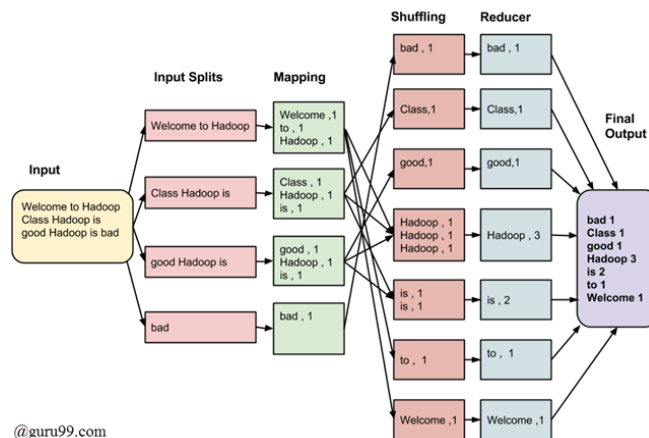 Shuffling
Reducer
Input Splits
Mapping
Final
Output
Input
Welcome to Hadoop
Class Hadoop is
good Hadoop is bad
Welcome to Hadoop
Class Hadoop is
good Hadoop is
bad
Welcome ,1
to , 1
Hadoop , 1
Class , 1
Hadoop , 1
is , 1
good , 1
Hadoop , 1
is , 1
bad , 1
bad , 1
Class,1
good,1
Hadoop , 1
Hadoop , 1
Hadoop , 1
is , 1
is , 1
to , 1
Welcome ,1
bad , 1
Class,1
good,1
Hadoop , 3
is , 2
to , 1
Welcome ,1
bad 1
Class 1
good 1
Hadoop 3
is 2
to 1
Welcome 1
@guru99.com